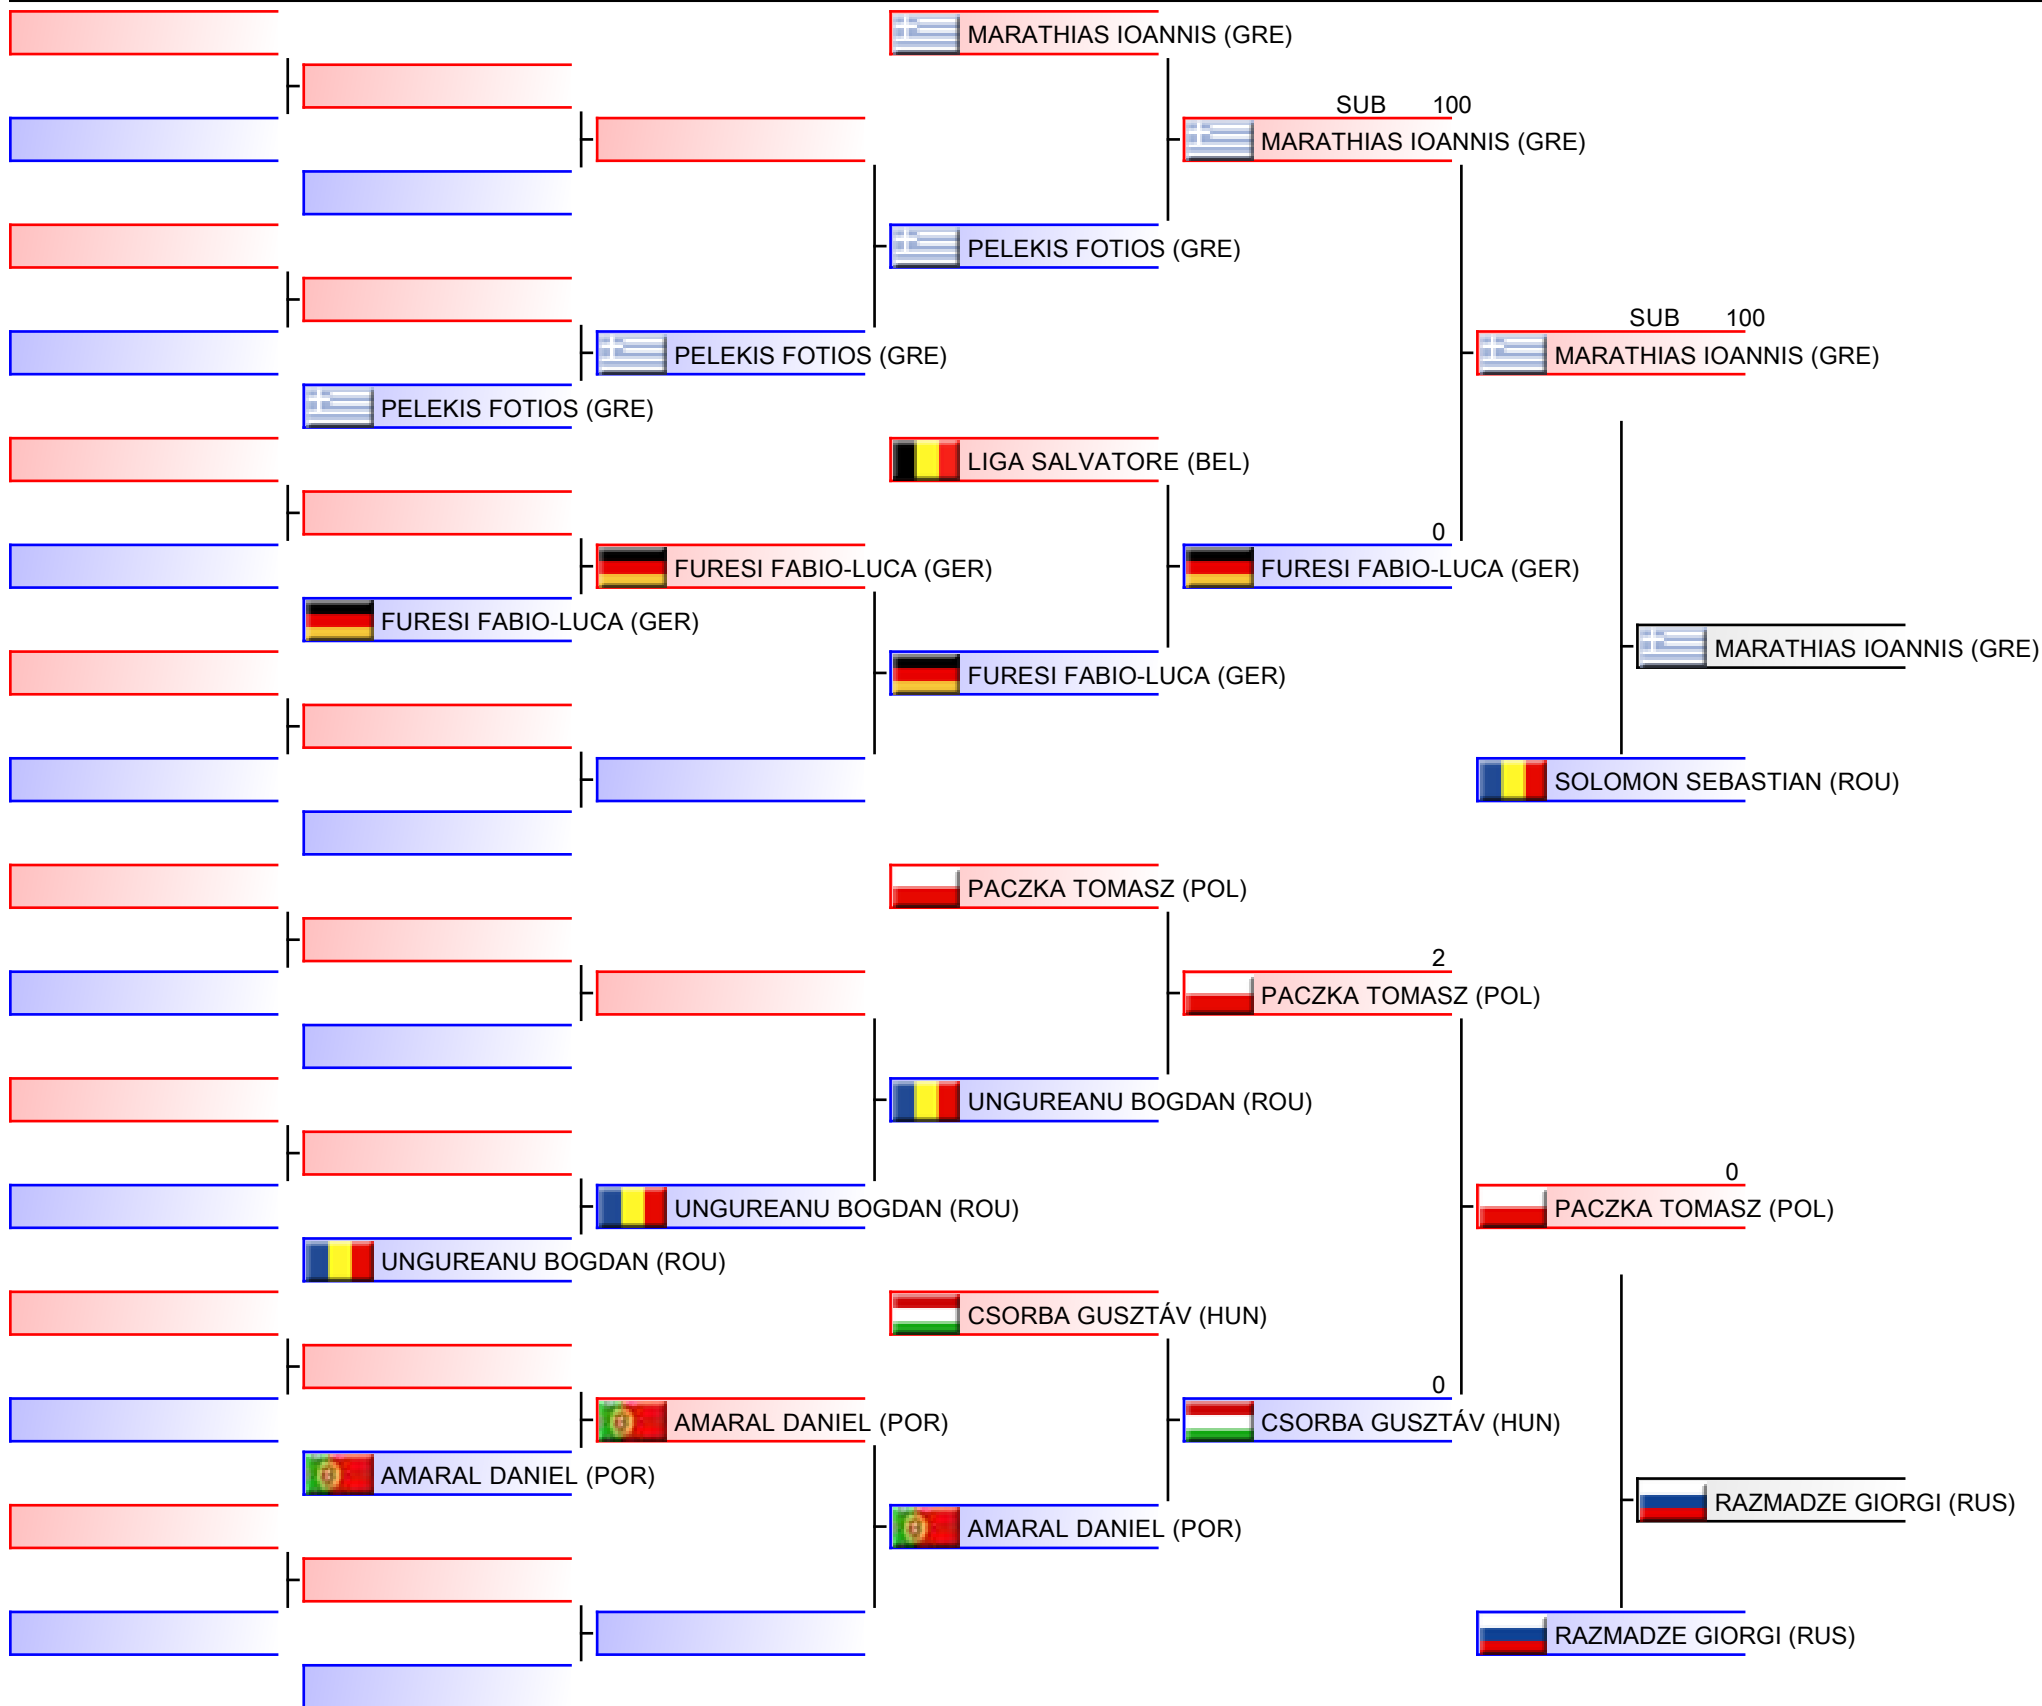 MARATHIAS IOANNIS (GRE)
SUB 100
MARATHIAS IOANNIS (GRE)
PELEKIS FOTIOS (GRE)
SUB 100
PELEKIS FOTIOS (GRE)
MARATHIAS IOANNIS (GRE)
PELEKIS FOTIOS (GRE)
LIGA SALVATORE (BEL)
0
FURESI FABIO-LUCA (GER)
FURESI FABIO-LUCA (GER)
FURESI FABIO-LUCA (GER)
MARATHIAS IOANNIS (GRE)
FURESI FABIO-LUCA (GER)
SOLOMON SEBASTIAN (ROU)
PACZKA TOMASZ (POL)
2
PACZKA TOMASZ (POL)
UNGUREANU BOGDAN (ROU)
0
UNGUREANU BOGDAN (ROU)
PACZKA TOMASZ (POL)
UNGUREANU BOGDAN (ROU)
CSORBA GUSZTÁV (HUN)
0
AMARAL DANIEL (POR)
CSORBA GUSZTÁV (HUN)
AMARAL DANIEL (POR)
RAZMADZE GIORGI (RUS)
AMARAL DANIEL (POR)
RAZMADZE GIORGI (RUS)